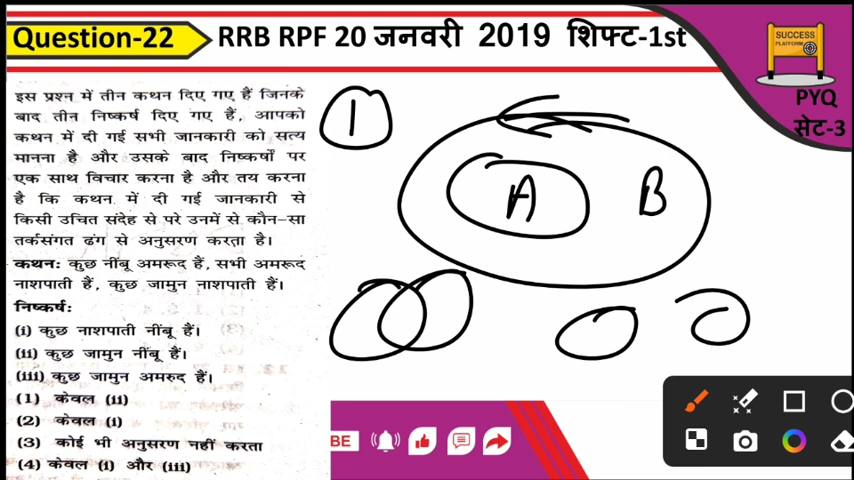 Question-22
RRB RPF 20 जनवरी 2019 शिफ्ट-1st
SUCCESS
PLATFORM
PYQ
सेट-3
इस प्रश्न में तीन कथन दिए गए हैं जिनके
बाद तीन निष्कर्ष दिए गए हैं, आपको
कथन में दी गई सभी जानकारी को सत्य
मानना है और उसके बाद निष्कर्षों पर
एक साथ विचार करना है और तय करना
है कि कथन में दी गई जानकारी से
किसी उचित संदेह से परे उनमें से कौन-सा
तर्कसंगत ढंग से अनुसरण करता है।
कथन: कुछ नींबू अमरूद हैं, सभी अमरूद
नाशपाती हैं, कुछ जामुन नाशपाती हैं।
निष्कर्ष:
(i) कुछ नाशपाती नींबू हैं।
(ii) कुछ जामुन नींबू हैं।
(iii) कुछ जामुन अमरुद हैं।
(1) केवल (ii)
(2) केवल (i)
(3) कोई भी अनुसरण नहीं करता
(4) केवल (i) और (iii)
1
A
B
BE